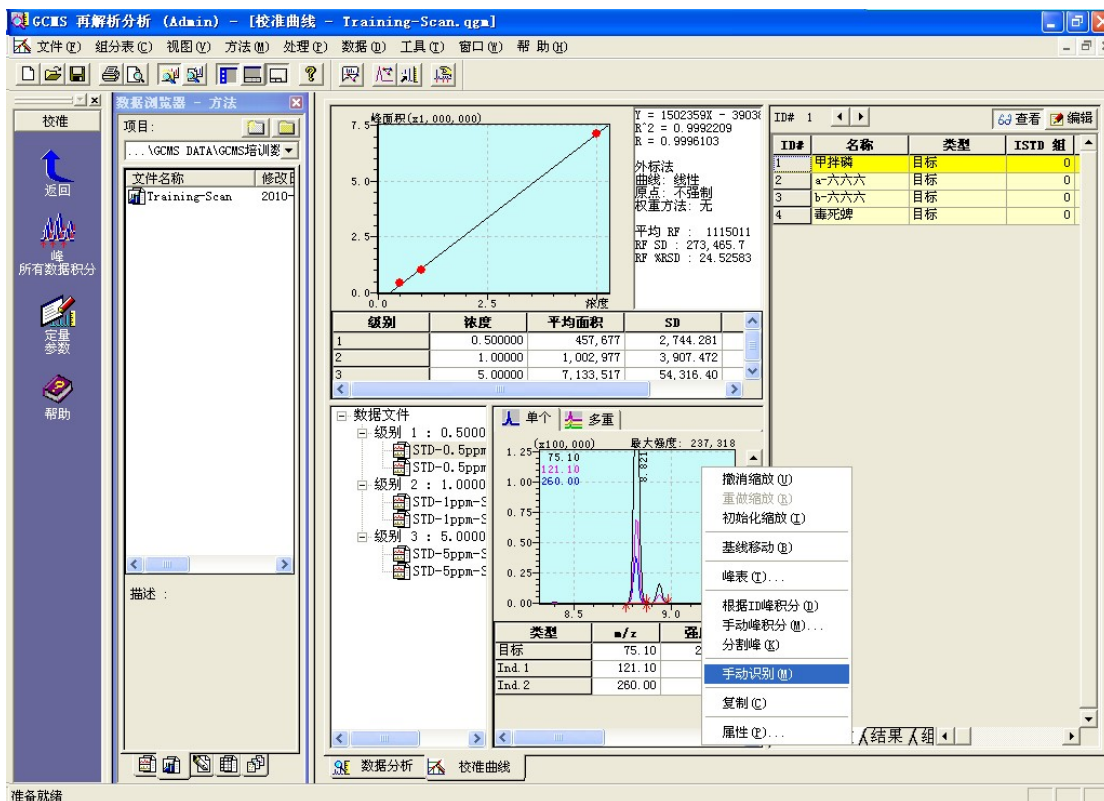 GCMS 再解析分析 (Admin) - [校准曲线 - Training-Scan.qgm]
文件(F) 组分表(C) 视图(V) 方法(M) 处理(P) 数据(D) 工具(T) 窗口(W) 帮 助(H)
校准
返回
峰
所有数据积分
定量
参数
帮助
数据浏览器 - 方法
项目:
...\GCMS DATA\GCMS培训
文件名称 修改
Training-Scan 2010-
描述 :
峰面积(x1,000,000)
7.5
5.0
2.5
0.0
0.0 2.5 浓度
Y = 1502359X - 3903
R^2 = 0.9992209
R = 0.9996103
外标法
曲线: 线性
原点: 不强制
权重方法: 无
平均 RF : 1115011
RF SD : 273,465.7
RF %RSD : 24.52583
级别 浓度 平均面积 SD
1 0.500000 457,677 2,744.281
2 1.00000 1,002,977 3,907.472
3 5.00000 7,133,517 54,316.40
数据文件
级别 1 : 0.5000
STD-0.5ppm
STD-0.5ppm
级别 2 : 1.0000
STD-1ppm-S
STD-1ppm-S
级别 3 : 5.0000
STD-5ppm-S
STD-5ppm-S
单个 多重
(x100,000) 最大强度: 237,318
1.25 75.10
121.10
1.00 260.00
0.75
0.50
0.25
0.00
8.821
8.5 9.0
类型 m/z 强
目标 75.10 2
Ind.1 121.10
Ind.2 260.00
撤消缩放(U)
重做缩放(R)
初始化缩放(I)
基线移动(B)
峰表(T)...
根据ID峰积分(D)
手动峰积分(M)...
分割峰(K)
手动识别(M)
复制(C)
属性(P)...
ID# 1 查看 编辑
ID# 名称 类型 ISTD 组
1 甲拌磷 目标 0
2 a-六六六 目标 0
3 b-六六六 目标 0
4 毒死蜱 目标 0
结果 组
数据分析 校准曲线
准备就绪